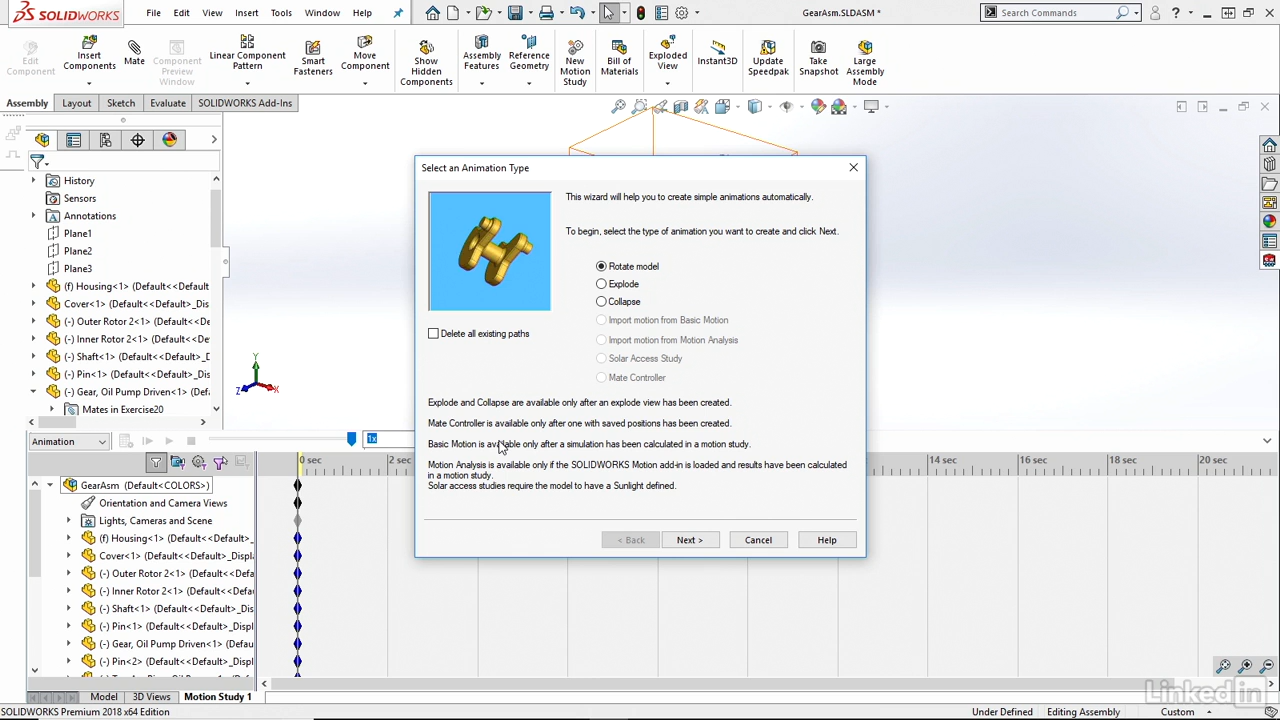 SOLIDWORKS
File
Edit
View
Insert
Tools
Window
Help
GearAsm.SLDASM *
Search Commands
Edit Component
Insert Components
Mate
Component Preview Window
Linear Component Pattern
Smart Fasteners
Move Component
Show Hidden Components
Assembly Features
Reference Geometry
New Motion Study
Bill of Materials
Exploded View
Instant3D
Update Speedpak
Take Snapshot
Large Assembly Mode
Assembly
Layout
Sketch
Evaluate
SOLIDWORKS Add-Ins
History
Sensors
Annotations
Plane1
Plane2
Plane3
(f) Housing<1> (Default<<Default>
Cover<1> (Default<<Default>_Dis
(-) Outer Rotor 2<1> (Default<<
(-) Inner Rotor 2<1> (Default<<D
(-) Shaft<1> (Default<<Default>_
(-) Pin<1> (Default<<Default>_Di
(-) Gear, Oil Pump Driven<1> (D
Mates in Exercise20
Select an Animation Type
This wizard will help you to create simple animations automatically.
To begin, select the type of animation you want to create and click Next.
Rotate model
Explode
Collapse
Import motion from Basic Motion
Import motion from Motion Analysis
Solar Access Study
Mate Controller
Delete all existing paths
Explode and Collapse are available only after an explode view has been created.
Mate Controller is available only after one with saved positions has been created.
Basic Motion is available only after a simulation has been calculated in a motion study.
Motion Analysis is available only if the SOLIDWORKS Motion add-in is loaded and results have been calculated
in a motion study.
Solar access studies require the model to have a Sunlight defined.
< Back
Next >
Cancel
Help
Y
Z
X
Animation
1x
0 sec
2 sec
14 sec
16 sec
18 sec
20 sec
GearAsm (Default<COLORS>)
Orientation and Camera Views
Lights, Cameras and Scene
(f) Housing<1> (Default<<Default>
Cover<1> (Default<<Default>_Displa
(-) Outer Rotor 2<1> (Default<<Def
(-) Inner Rotor 2<1> (Default<<Def
(-) Shaft<1> (Default<<Default>_Dis
(-) Pin<1> (Default<<Default>_Displ
(-) Gear, Oil Pump Driven<1> (Defa
(-) Pin<2> (Default<<Default>_Displ
Model
3D Views
Motion Study 1
SOLIDWORKS Premium 2018 x64 Edition
Under Defined
Editing Assembly
Custom
Linked in